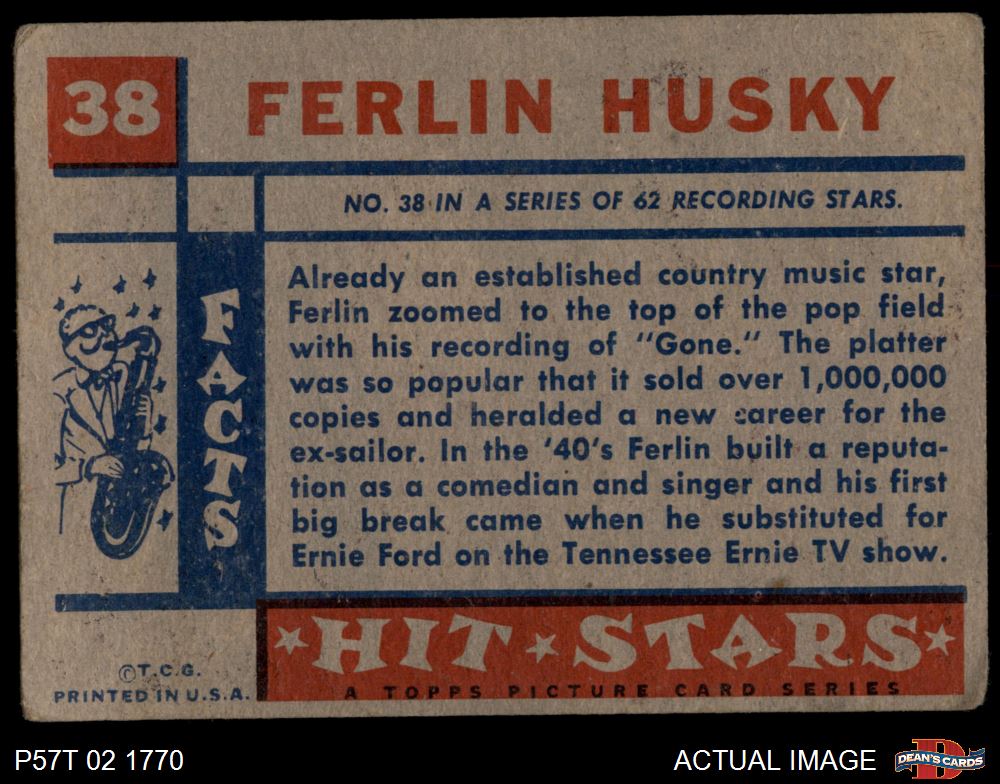 38
FERLIN HUSKY
NO. 38 IN A SERIES OF 62 RECORDING STARS.
FACTS
Already an established country music star,
Ferlin zoomed to the top of the pop field
with his recording of "Gone." The platter
was so popular that it sold over 1,000,000
copies and heralded a new career for the
ex-sailor. In the '40's Ferlin built a reputa-
tion as a comedian and singer and his first
big break came when he substituted for
Ernie Ford on the Tennessee Ernie TV show.
HIT STARS
A TOPPS PICTURE CARD SERIES
©T.C.G.
PRINTED IN U.S.A.
P57T 02 1770
ACTUAL IMAGE
DEAN'S CARDS